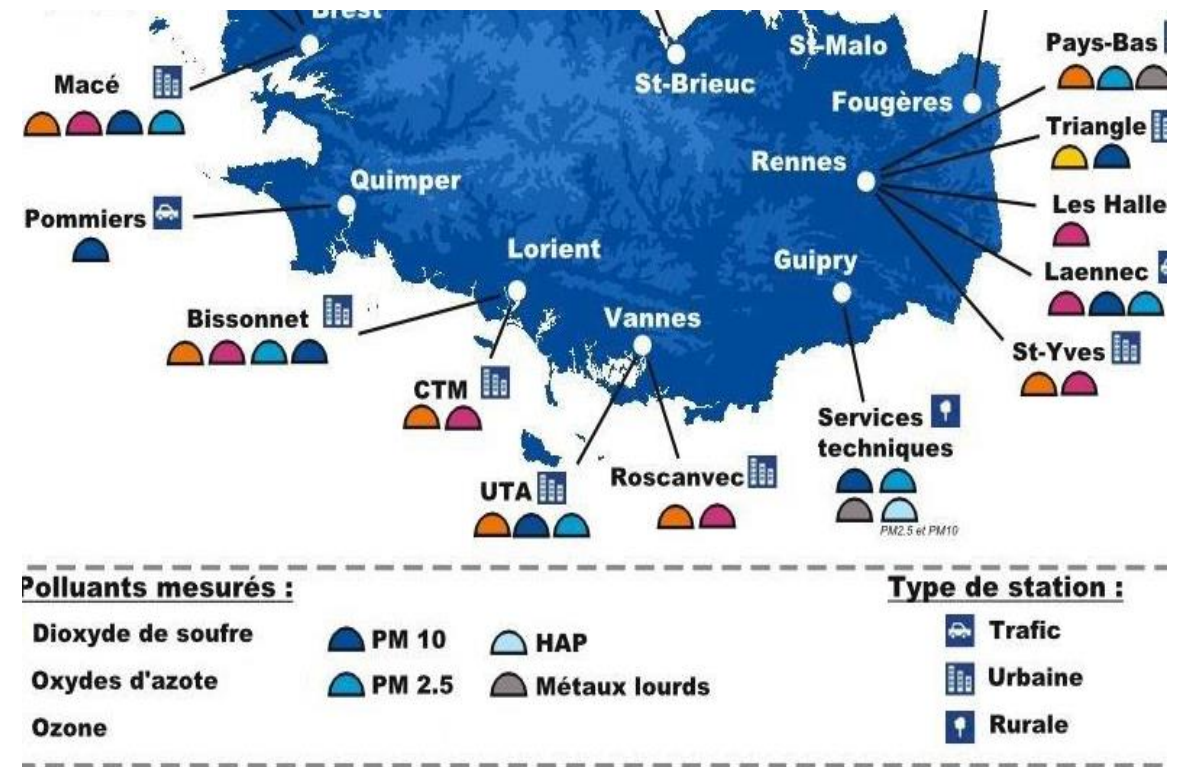 Brest
St-Malo
Pays-Bas
Macé
St-Brieuc
Fougères
Triangle
Rennes
Quimper
Les Halle
Pommiers
Lorient
Guipry
Laennec
Bissonnet
Vannes
St-Yves
CTM
Services
techniques
UTA
Roscanvec
PM2.5 et PM10
Polluants mesurés :
Type de station :
Dioxyde de soufre
PM 10
HAP
Trafic
Oxydes d'azote
PM 2.5
Métaux lourds
Urbaine
Ozone
Rurale